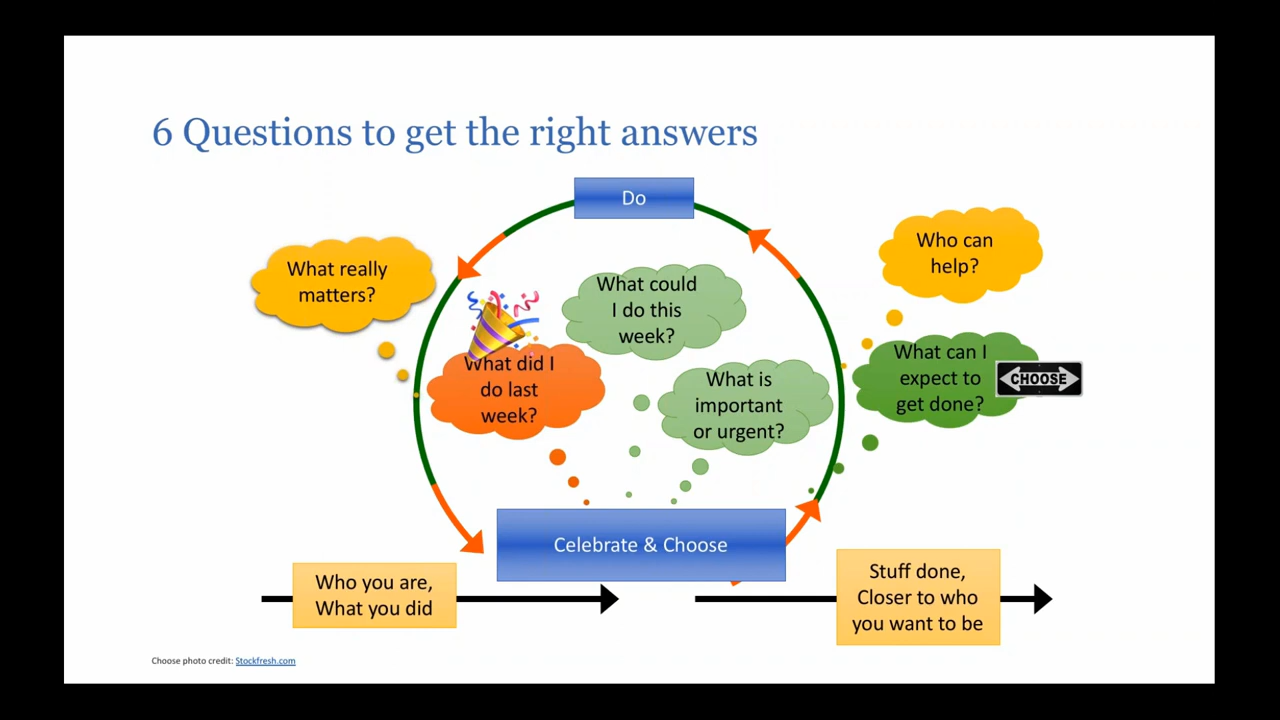 6 Questions to get the right answers
Do
What really
matters?
What could
I do this
week?
Who can
help?
What did I
do last
week?
What is
important
or urgent?
What can I
expect to
get done?
CHOOSE
Celebrate & Choose
Who you are,
What you did
Stuff done,
Closer to who
you want to be
Choose photo credit: Stockfresh.com